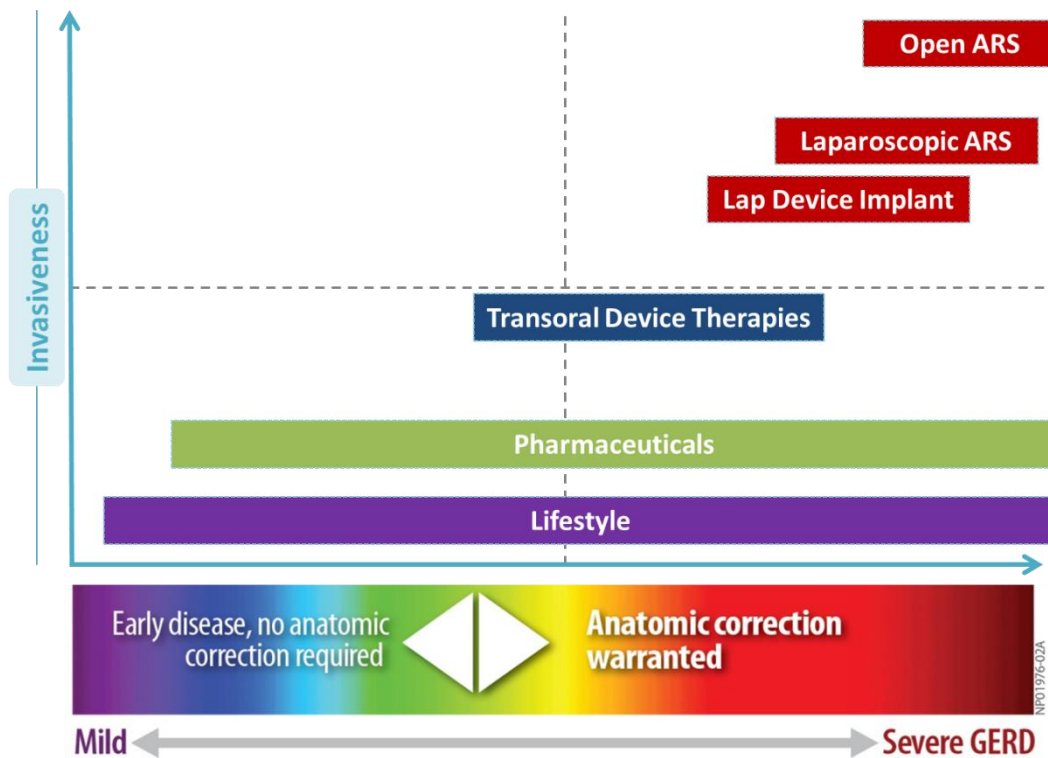 Open ARS
Laparoscopic ARS
Lap Device Implant
Invasiveness
Transoral Device Therapies
Pharmaceuticals
Lifestyle
Early disease, no anatomic
correction required
Anatomic correction
warranted
NP01976-02A
Mild
Severe GERD